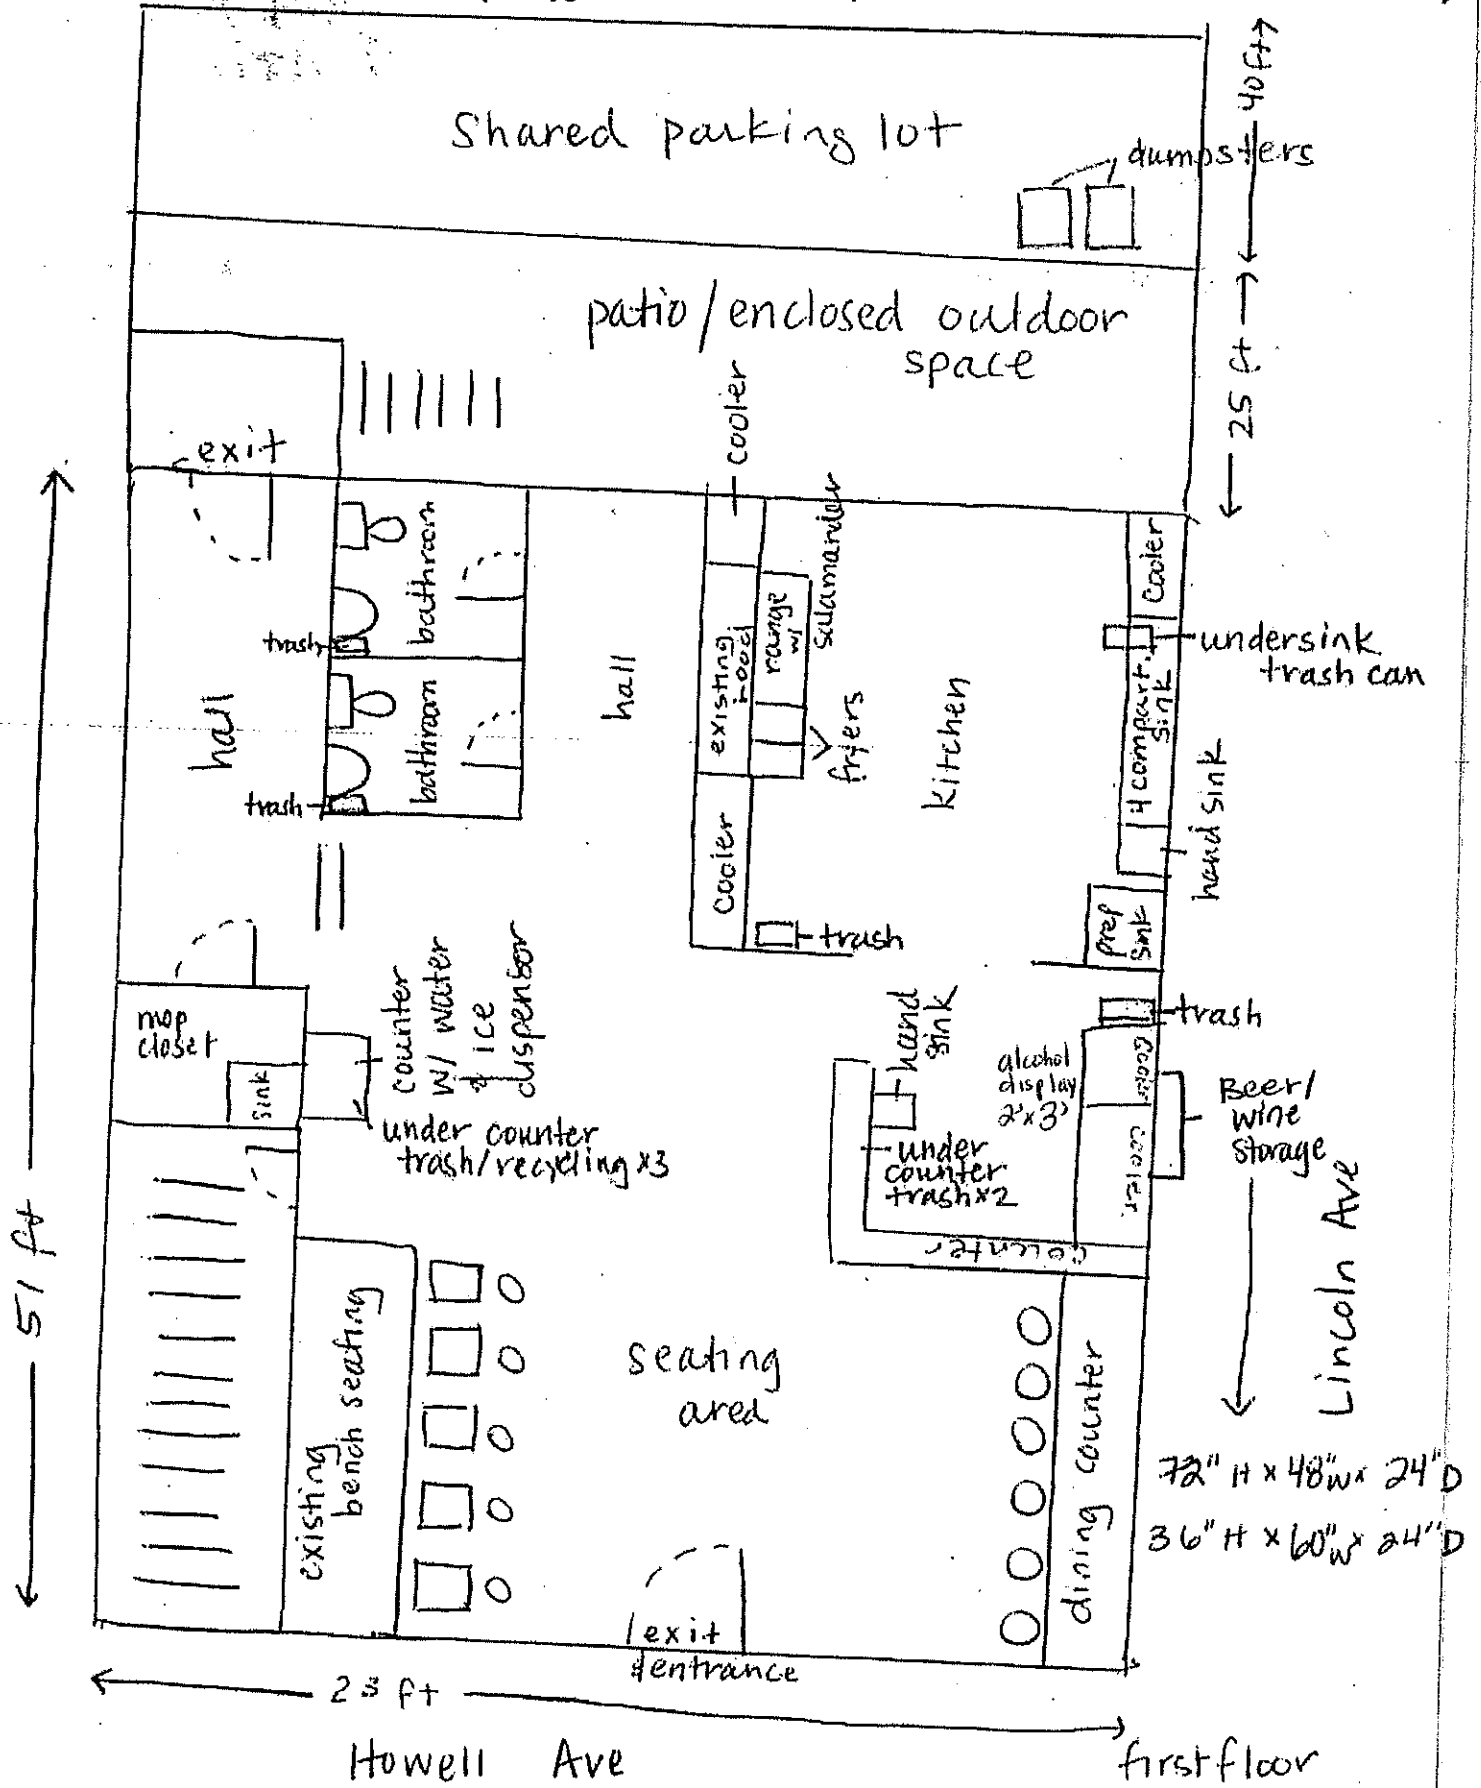 Shared parking lot
dumpsters
← 40 ft →
patio/enclosed outdoor
space
← 25 ft →
exit
cooler
hall
bathroom
trash
bathroom
trash
hall
existing
hood
range
w/
salamander
fryers
cooler
trash
kitchen
cooler
undersink
trash can
4 compart.
sink
hand sink
prep
sink
trash
mop
closet
sink
counter
w/ water
& ice
dispensor
under counter
trash/recycling x3
hand
sink
alcohol
display
2'x3'
cooler
cooler
under
counter
trash x2
counter
Beer/
wine
storage
Lincoln Ave
72" H x 48"W x 24"D
36" H x 60"W x 24"D
51 ft
existing
bench seating
seating
area
dining counter
exit
&entrance
23 ft
Howell Ave
first floor